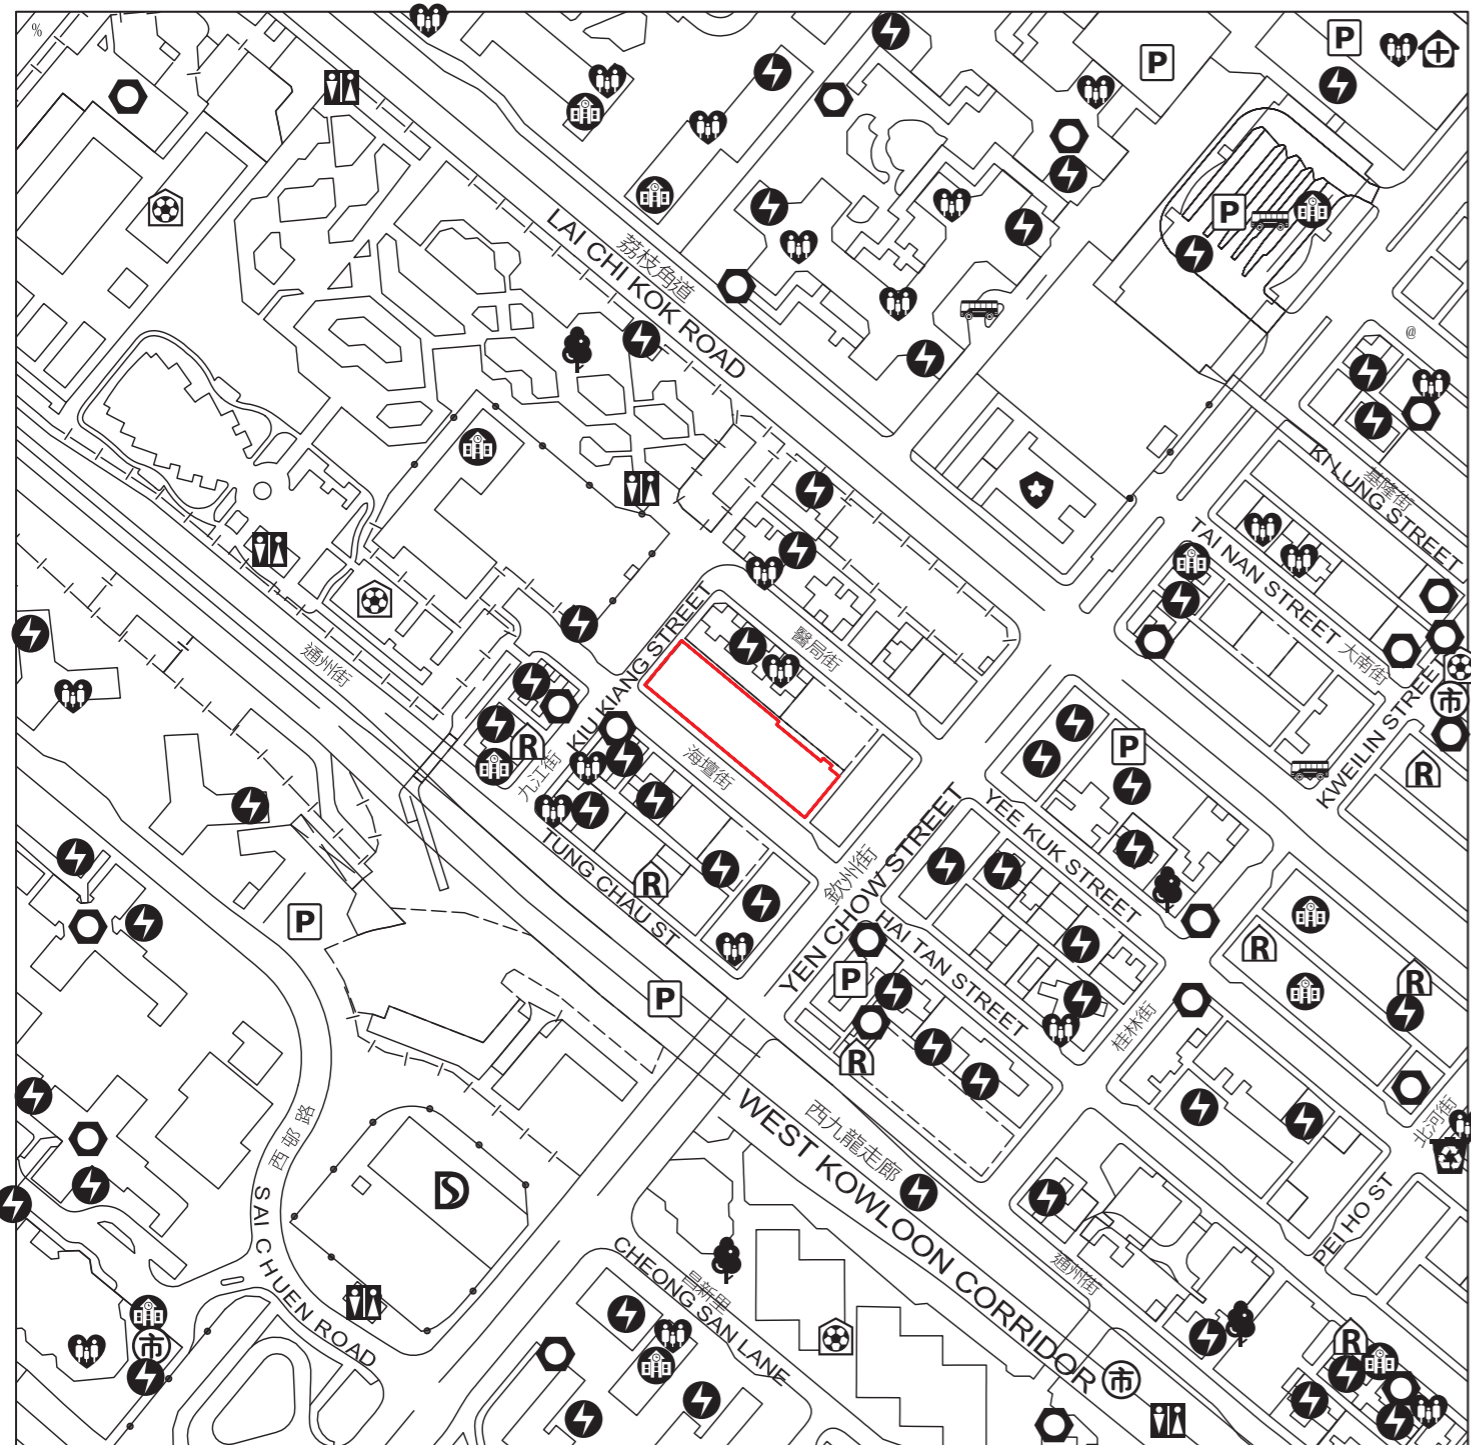 %
P
P
荔枝角道
LAI CHI KOK ROAD
P
@
基隆街
KI LUNG STREET
TAI NAN STREET 大南街
KIU KIANG STREET
醫局街
通州街
市
KWEILIN STREET
R
九江街
R
海壇街
P
YEE KUK STREET
TUNG CHAU ST
R
欽州街
YEN CHOW STREET
HAI TAN STREET
P
P
P
R
R
R
桂林街
北河街
西邨路
SAI CHUEN ROAD
西九龍走廊
WEST KOWLOON CORRIDOR
通州街
PEI HO ST
昌新里
CHEONG SAN LANE
市
市
R